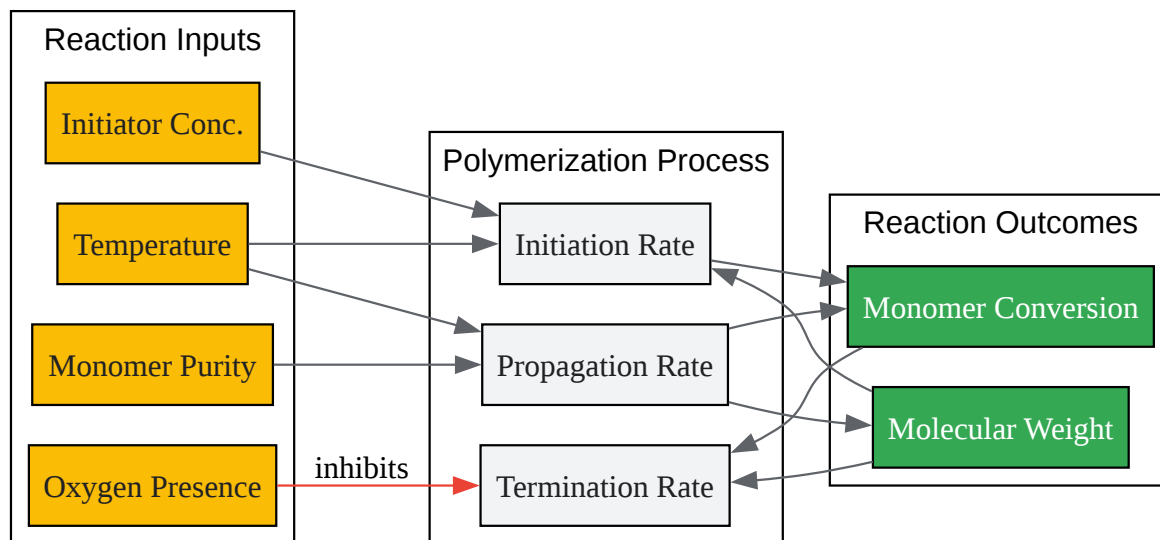 Reaction Inputs
Initiator Conc.
Temperature
Monomer Purity
Oxygen Presence
inhibits
Polymerization Process
Initiation Rate
Propagation Rate
Termination Rate
Reaction Outcomes
Monomer Conversion
Molecular Weight